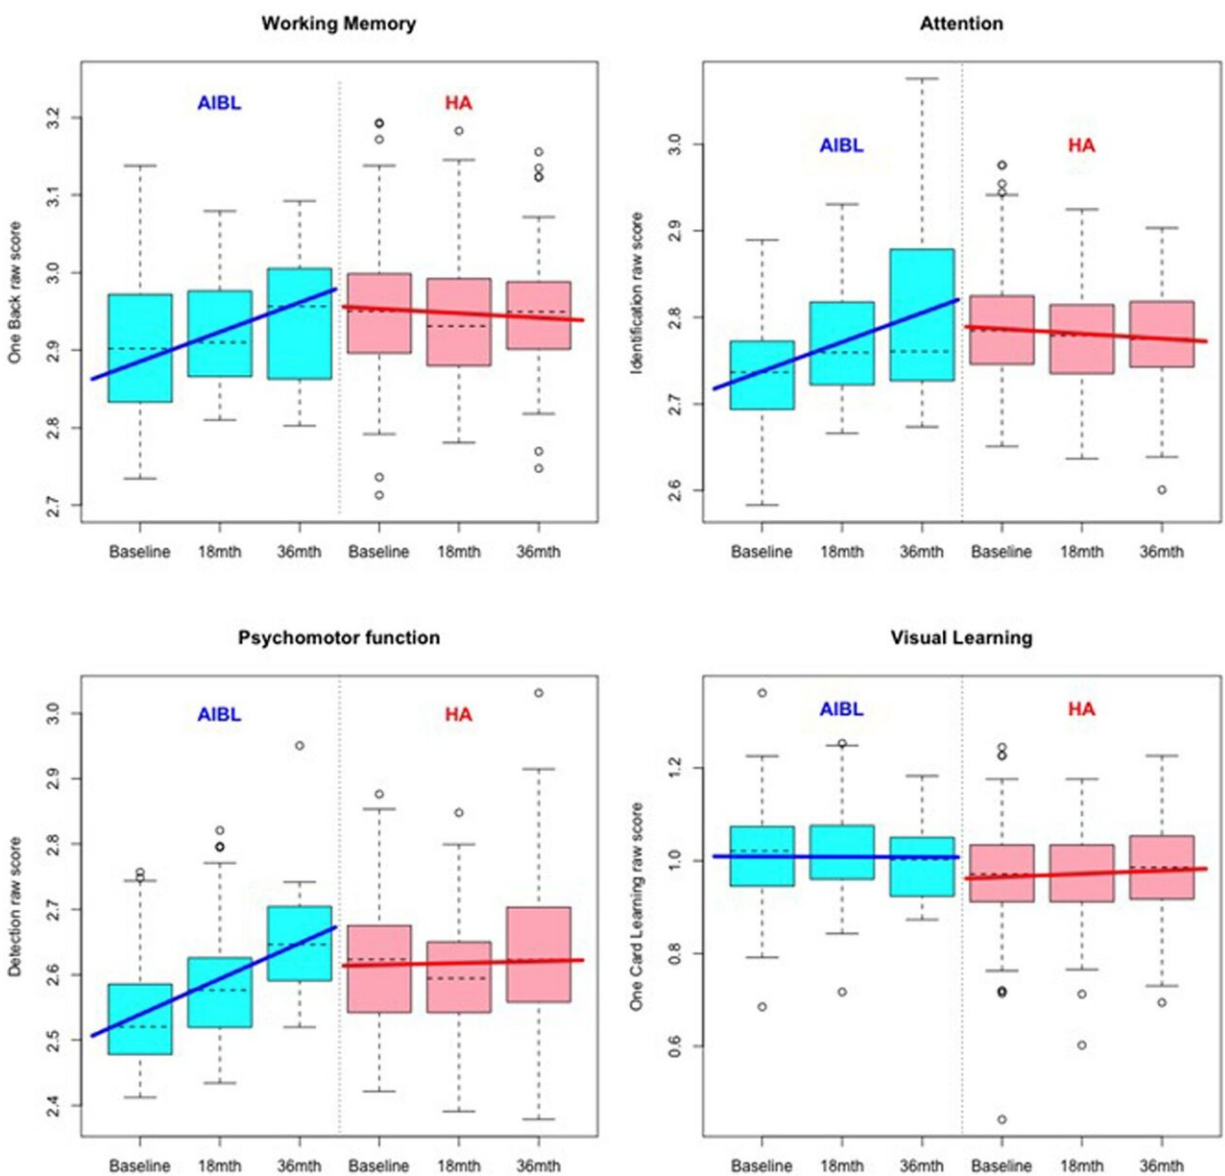 Working Memory
AIBL
HA
One Back raw score
3.2
3.1
3.0
2.9
2.8
2.7
Baseline 18mth 36mth Baseline 18mth 36mth
Attention
AIBL
HA
Identification raw score
3.0
2.9
2.8
2.7
2.6
Baseline 18mth 36mth Baseline 18mth 36mth
Psychomotor function
AIBL
HA
Detection raw score
3.0
2.9
2.8
2.7
2.6
2.5
2.4
Baseline 18mth 36mth Baseline 18mth 36mth
Visual Learning
AIBL
HA
One Card Learning raw score
1.2
1.0
0.8
0.6
Baseline 18mth 36mth Baseline 18mth 36mth